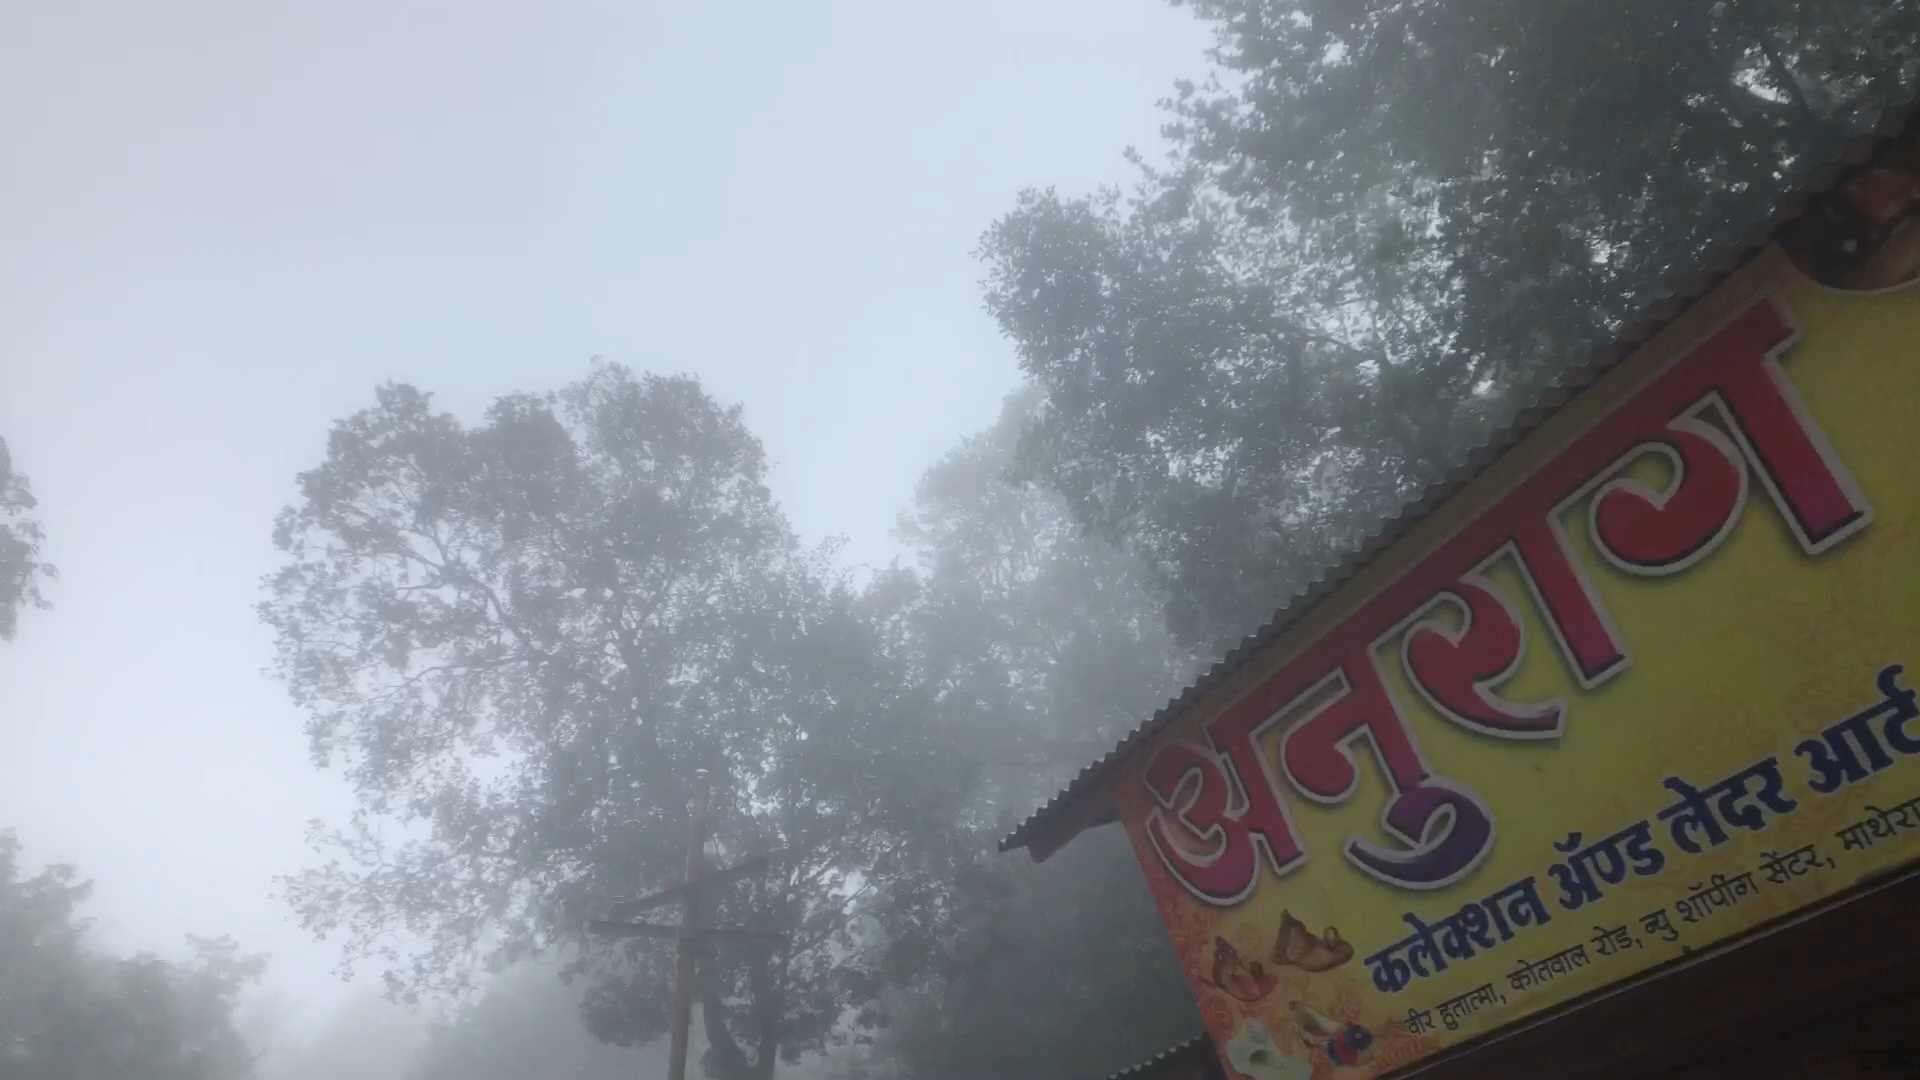 अनुराग
कलेक्शन ॲण्ड लेदर आर्ट
वीर हुतात्मा, कोतवाल रोड, न्यु शॉपींग सेंटर, माथेरा